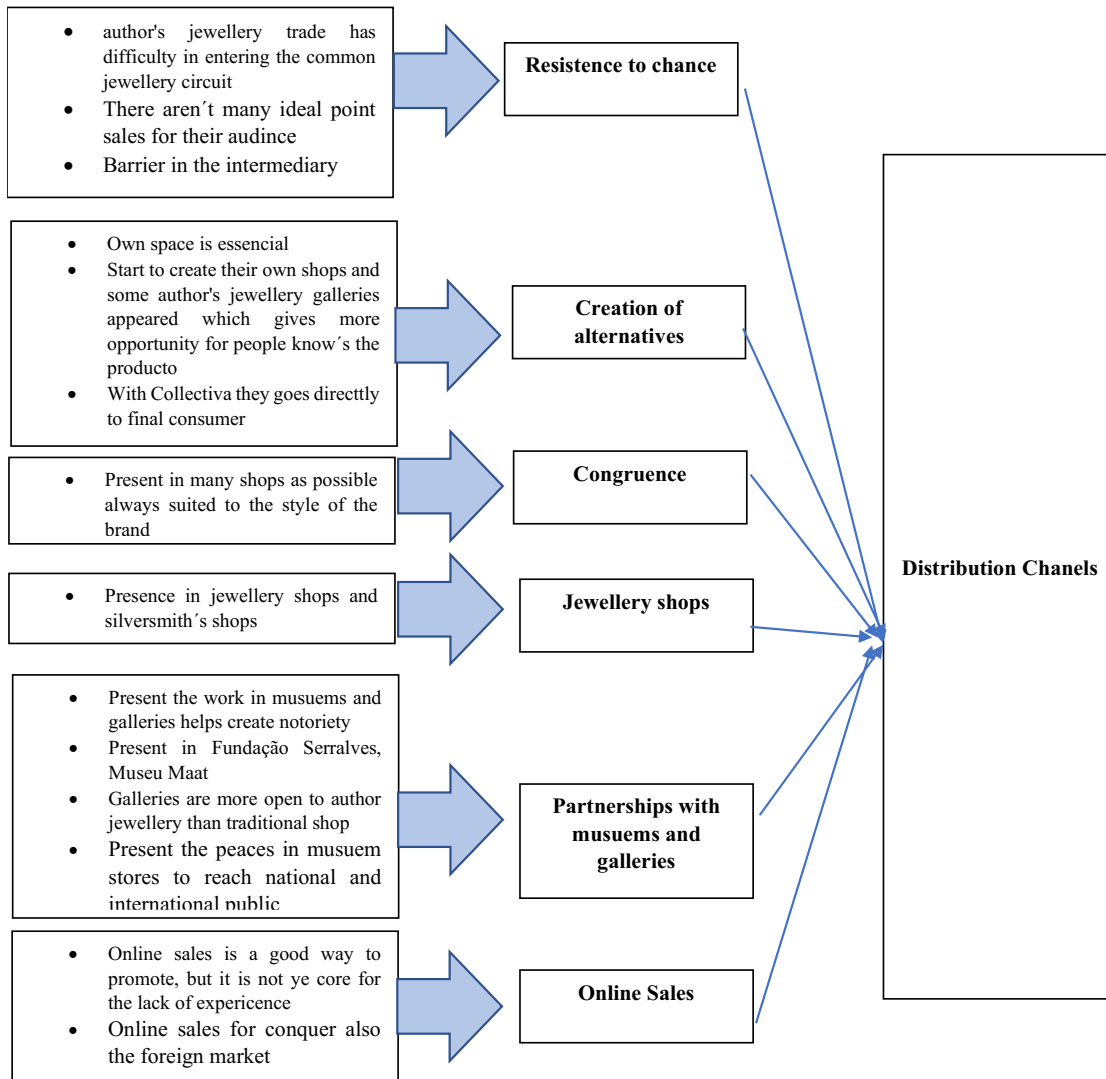 • author's jewellery trade has
difficulty in entering the common
jewellery circuit
• There aren´t many ideal point
sales for their audince
• Barrier in the intermediary
Resistence to chance
• Own space is essencial
• Start to create their own shops and
some author's jewellery galleries
appeared which gives more
opportunity for people know´s the
producto
• With Collectiva they goes directtly
to final consumer
Creation of
alternatives
• Present in many shops as possible
always suited to the style of the
brand
Congruence
• Presence in jewellery shops and
silversmith´s shops
Jewellery shops
• Present the work in musuems and
galleries helps create notoriety
• Present in Fundação Serralves,
Museu Maat
• Galleries are more open to author
jewellery than traditional shop
• Present the peaces in musuem
stores to reach national and
international public
Partnerships with
musuems and
galleries
• Online sales is a good way to
promote, but it is not ye core for
the lack of expericence
• Online sales for conquer also
the foreign market
Online Sales
Distribution Chanels